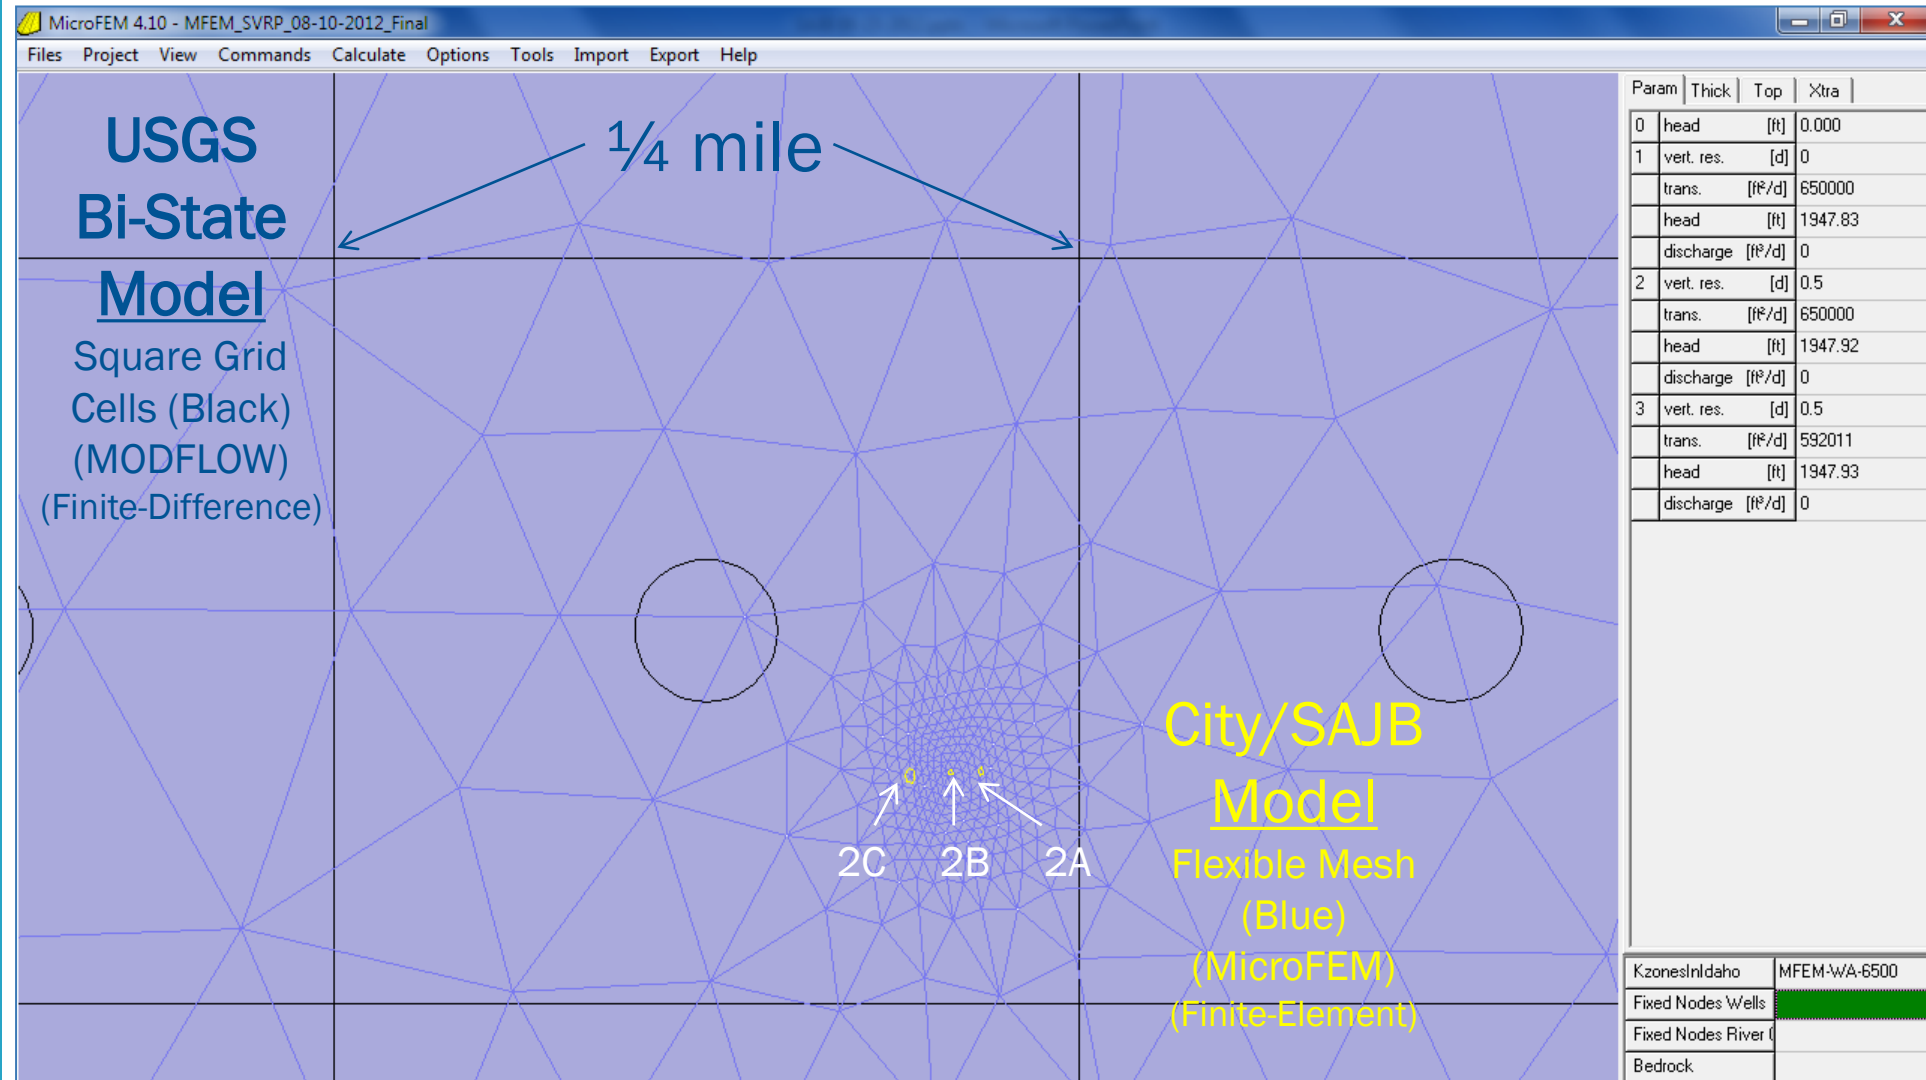 MicroFEM 4.10 - MFEM_SVRP_08-10-2012_Final
Files Project View Commands Calculate Options Tools Import Export Help
USGS
Bi-State
Model
Square Grid
Cells (Black)
(MODFLOW)
(Finite-Difference)
¼ mile
2C 2B 2A
City/SAJB
Model
Flexible Mesh
(Blue)
(MicroFEM)
(Finite-Element)
Param Thick Top Xtra
0 head [ft] 0.000
1 vert. res. [d] 0
trans. [ft²/d] 650000
head [ft] 1947.83
discharge [ft³/d] 0
2 vert. res. [d] 0.5
trans. [ft²/d] 650000
head [ft] 1947.92
discharge [ft³/d] 0
3 vert. res. [d] 0.5
trans. [ft²/d] 592011
head [ft] 1947.93
discharge [ft³/d] 0
KzonesInIdaho MFEM-WA-6500
Fixed Nodes Wells
Fixed Nodes River
Bedrock